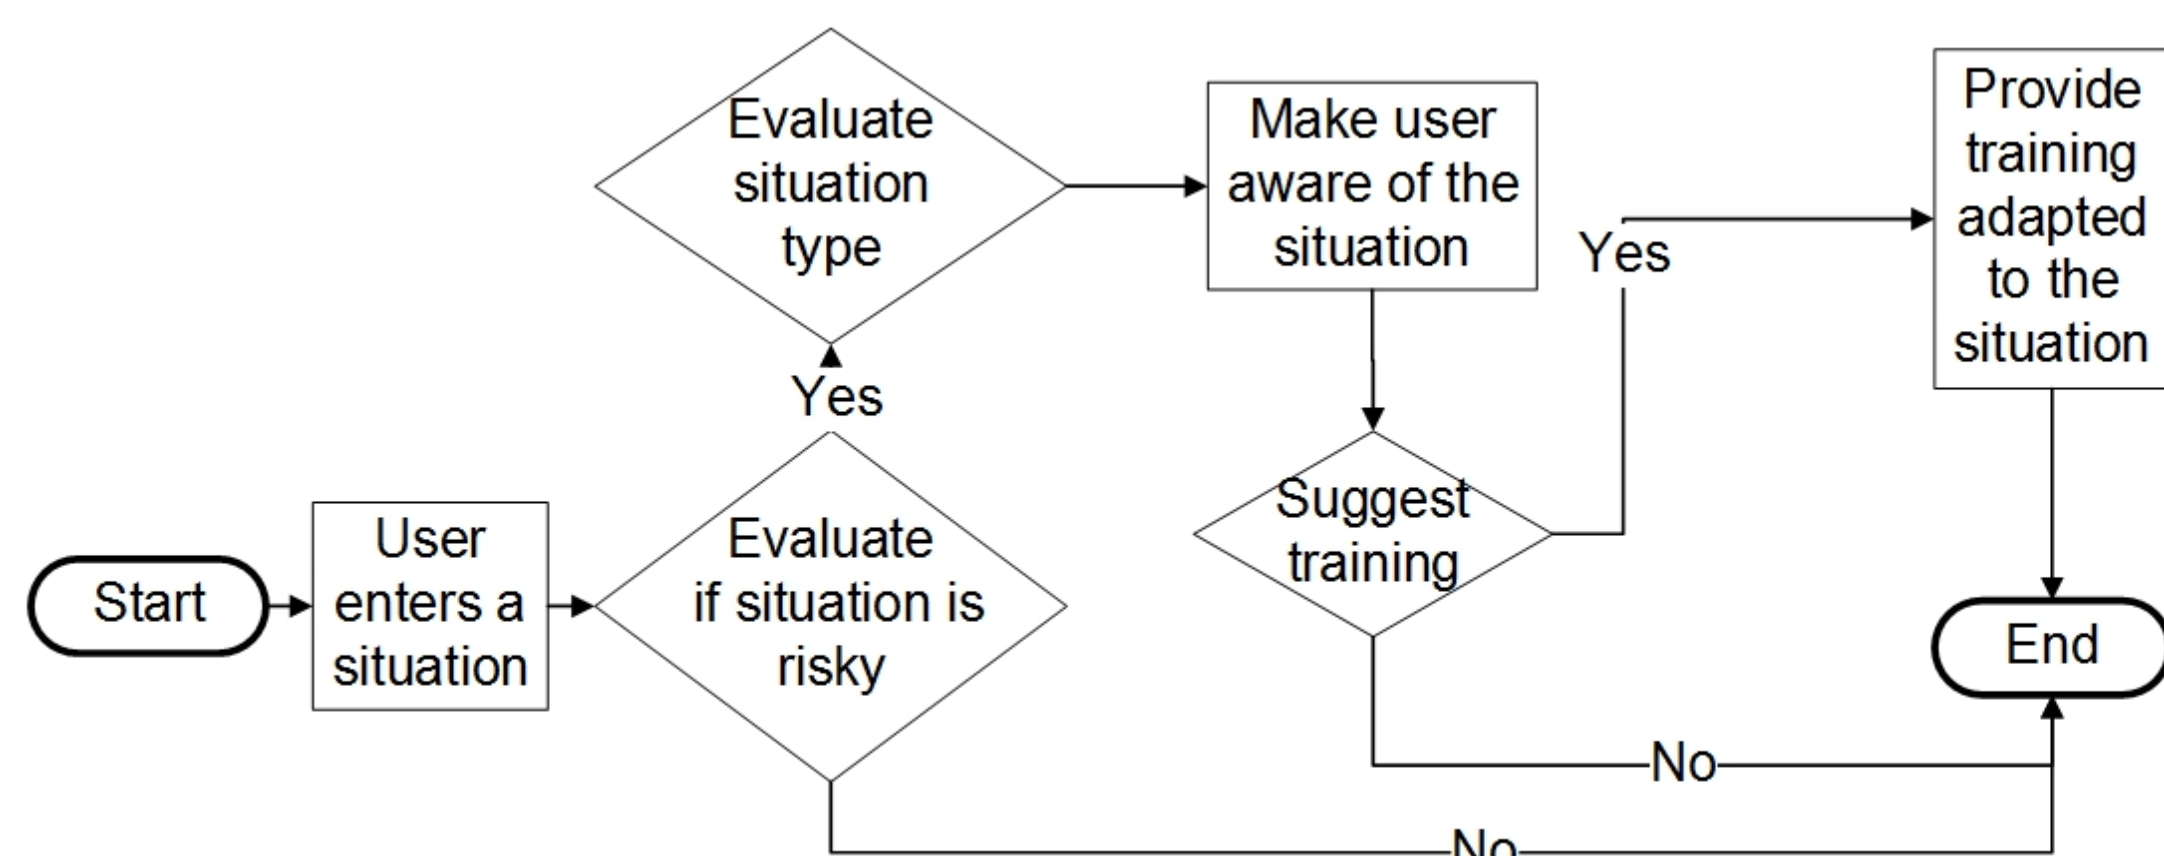 Start
User
enters a
situation
Evaluate
if situation is
risky
Yes
Evaluate
situation
type
Make user
aware of the
situation
Suggest
training
Yes
Provide
training
adapted
to the
situation
End
No
No